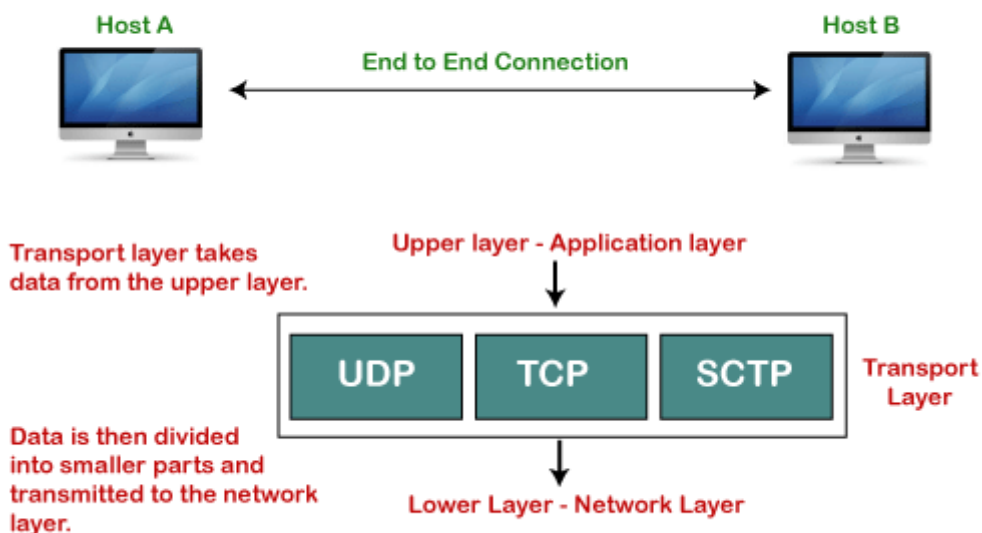 Host A
Host B
End to End Connection
Transport layer takes
data from the upper layer.
Upper layer - Application layer
UDP
TCP
SCTP
Transport
Layer
Data is then divided
into smaller parts and
transmitted to the network
layer.
Lower Layer - Network Layer